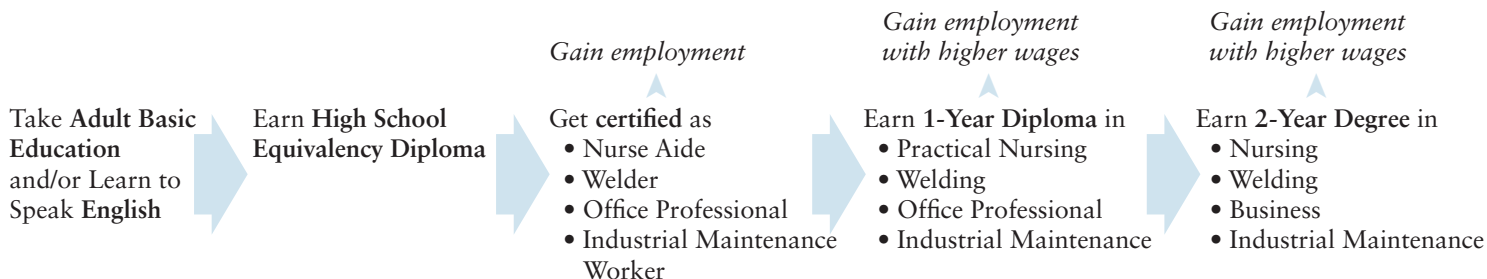 Take Adult Basic
Education
and/or Learn to
Speak English
Earn High School
Equivalency Diploma
Gain employment
Get certified as
• Nurse Aide
• Welder
• Office Professional
• Industrial Maintenance
Worker
Gain employment
with higher wages
Earn 1-Year Diploma in
• Practical Nursing
• Welding
• Office Professional
• Industrial Maintenance
Gain employment
with higher wages
Earn 2-Year Degree in
• Nursing
• Welding
• Business
• Industrial Maintenance